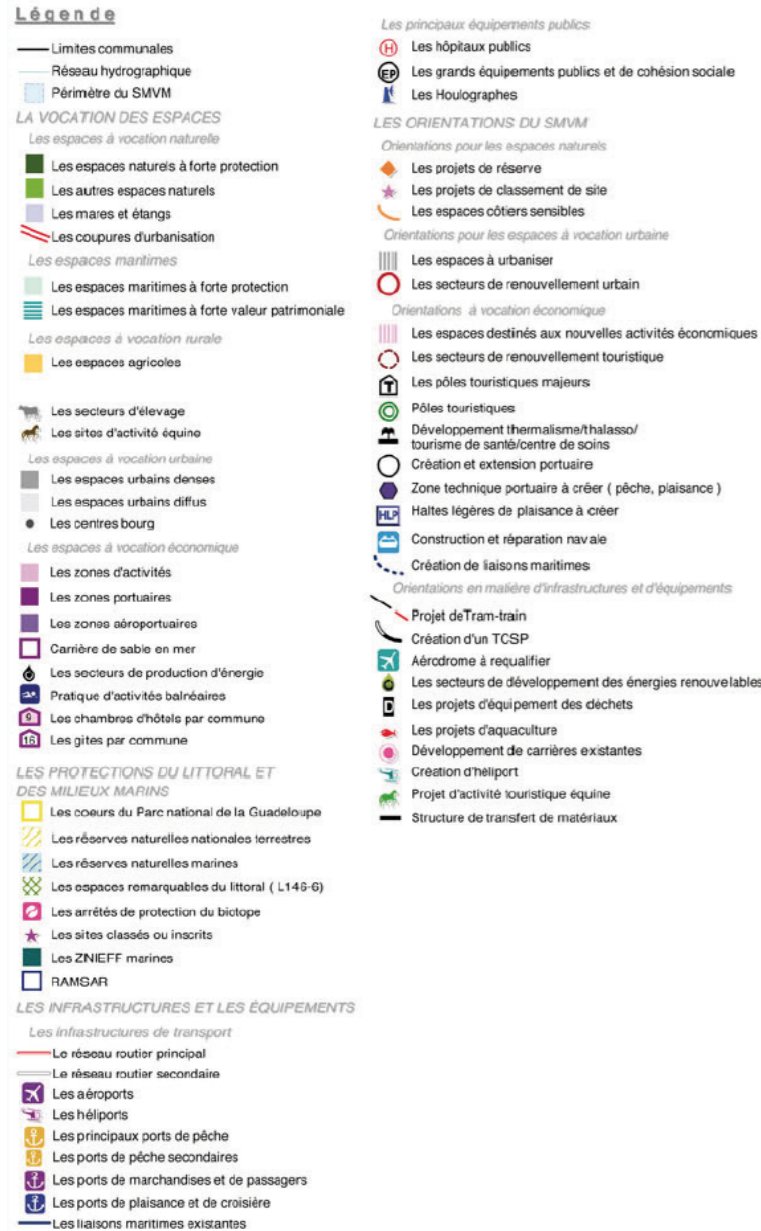 Légende
Limites communales
Réseau hydrographique
Périmètre du SMVM
LA VOCATION DES ESPACES
Les espaces à vocation naturelle
Les espaces naturels à forte protection
Les autres espaces naturels
Les mares et étangs
Les coupures d'urbanisation
Les espaces maritimes
Les espaces maritimes à forte protection
Les espaces maritimes à forte valeur patrimoniale
Les espaces à vocation rurale
Les espaces agricoles
Les secteurs d'élevage
Les sites d'activité équine
Les espaces à vocation urbaine
Les espaces urbains denses
Les espaces urbains diffus
Les centres bourg
Les espaces à vocation économique
Les zones d'activités
Les zones portuaires
Les zones aéroportuaires
Carrière de sable en mer
Les secteurs de production d'énergie
Pratique d'activités balnéaires
9 Les chambres d'hôtels par commune
16 Les gîtes par commune
LES PROTECTIONS DU LITTORAL ET
DES MILIEUX MARINS
Les coeurs du Parc national de la Guadeloupe
Les réserves naturelles nationales terrestres
Les réserves naturelles marines
Les espaces remarquables du littoral ( L146-6)
Les arrêtés de protection du biotope
Les sites classés ou inscrits
Les ZNIEFF marines
RAMSAR
LES INFRASTRUCTURES ET LES ÉQUIPEMENTS
Les infrastructures de transport
Le réseau routier principal
Le réseau routier secondaire
Les aéroports
Les héliports
Les principaux ports de pêche
Les ports de pêche secondaires
Les ports de marchandises et de passagers
Les ports de plaisance et de croisière
Les liaisons maritimes existantes
Les principaux équipements publics
H Les hôpitaux publics
EP Les grands équipements publics et de cohésion sociale
Les Houlographes
LES ORIENTATIONS DU SMVM
Orientations pour les espaces naturels
Les projets de réserve
Les projets de classement de site
Les espaces côtiers sensibles
Orientations pour les espaces à vocation urbaine
Les espaces à urbaniser
Les secteurs de renouvellement urbain
Orientations à vocation économique
Les espaces destinés aux nouvelles activités économiques
Les secteurs de renouvellement touristique
T Les pôles touristiques majeurs
Pôles touristiques
Développement thermalisme/thalasso/
tourisme de santé/centre de soins
Création et extension portuaire
Zone technique portuaire à créer ( pêche, plaisance )
HLP Haltes légères de plaisance à créer
Construction et réparation navale
Création de liaisons maritimes
Orientations en matière d'infrastructures et d'équipements
Projet deTram-train
Création d'un TCSP
Aérodrome à requalifier
Les secteurs de développement des énergies renouvelables
D Les projets d'équipement des déchets
Les projets d'aquaculture
Développement de carrières existantes
Création d'héliport
Projet d'activité touristique équine
Structure de transfert de matériaux